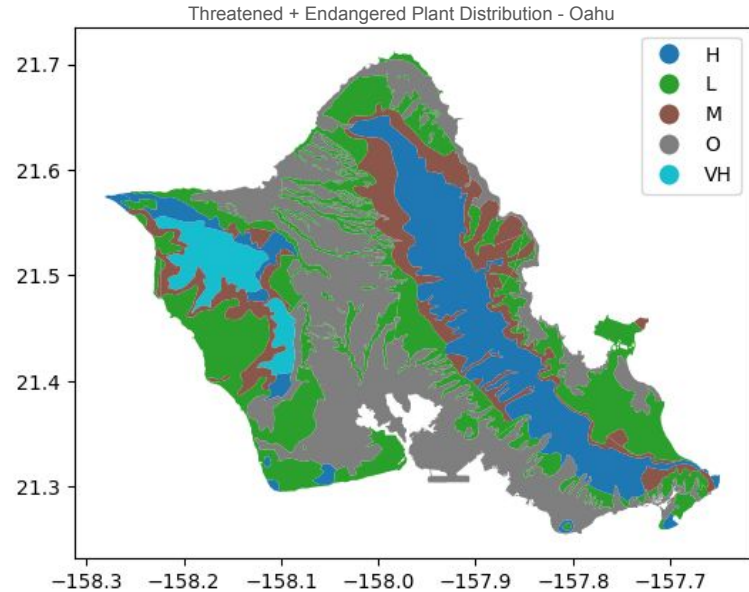 Threatened + Endangered Plant Distribution - Oahu
H
L
M
O
VH
21.7
21.6
21.5
21.4
21.3
−158.3 −158.2 −158.1 −158.0 −157.9 −157.8 −157.7